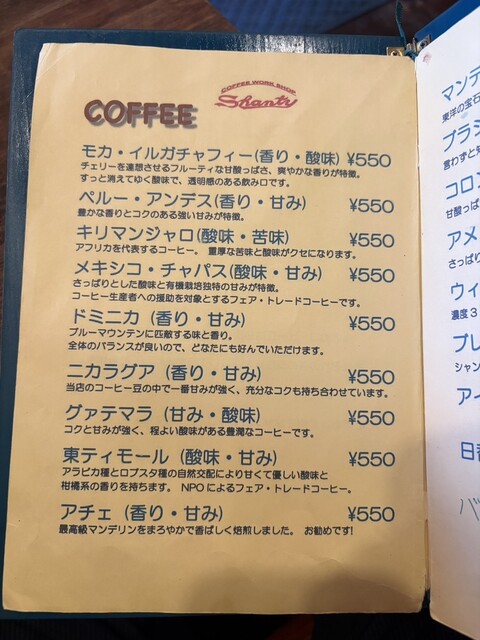 COFFEE WORK SHOP
Shanty
COFFEE
モカ・イルガチャフィー(香り・酸味) ¥550
チェリーを連想させるフルーティな甘酸っぱさ、爽やかな香りが特徴。
すっと消えてゆく酸味で、透明感のある飲み口です。
ペルー・アンデス(香り・甘み) ¥550
豊かな香りとコクのある強い甘みが特徴。
キリマンジャロ(酸味・苦味) ¥550
アフリカを代表するコーヒー。 重厚な苦味と酸味がクセになります。
メキシコ・チャパス(酸味・甘み) ¥550
さっぱりとした酸味と有機栽培独特の甘みが特徴。
コーヒー生産者への援助を対象とするフェア・トレードコーヒーです。
ドミニカ (香り・甘み) ¥550
ブルーマウンテンに匹敵する味と香り。
全体のバランスが良いので、どなたにも好んでいただけます。
ニカラグア (香り・甘み) ¥550
当店のコーヒー豆の中で一番甘みが強く、充分なコクも持ち合わせています。
グァテマラ (甘み・酸味) ¥550
コクと甘みが強く、程よい酸味がある豊潤なコーヒーです。
東ティモール (酸味・甘み) ¥550
アラビカ種とロブスタ種の自然交配により甘くて優しい酸味と
柑橘系の香りを持ちます。 NPOによるフェア・トレードコーヒー。
アチェ (香り・甘み) ¥550
最高級マンデリンをまろやかで香ばしく焙煎しました。 お勧めです!
マンデ
東洋の宝石
ブラジ
言わずと知
コロン
甘酸っぱ
アメ
さっぱり
ウィ
濃度3
ブレ
シャン
アイ
日替